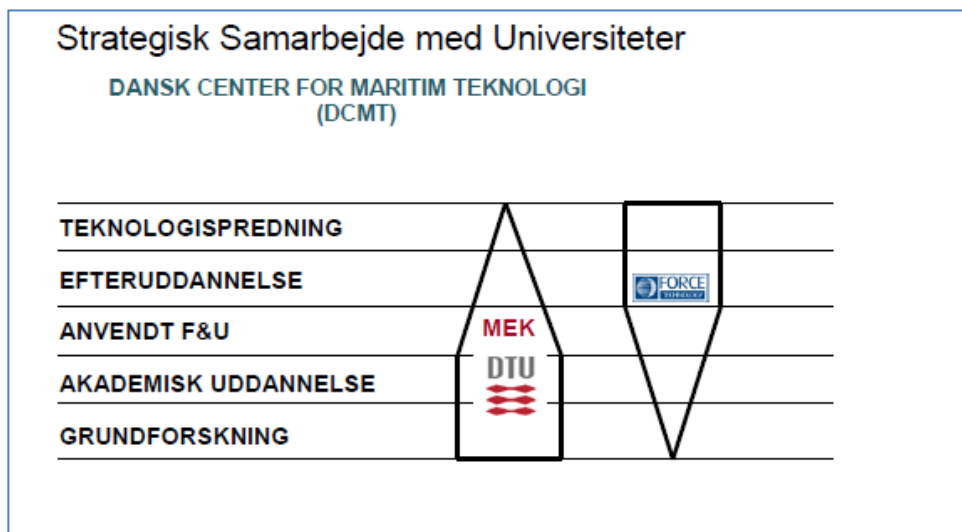 Strategisk Samarbejde med Universiteter
DANSK CENTER FOR MARITIM TEKNOLOGI
(DCMT)
TEKNOLOGISPREDNING
EFTERUDDANNELSE
FORCE
TECHNOLOGY
ANVENDT F&U
MEK
DTU
AKADEMISK UDDANNELSE
GRUNDFORSKNING